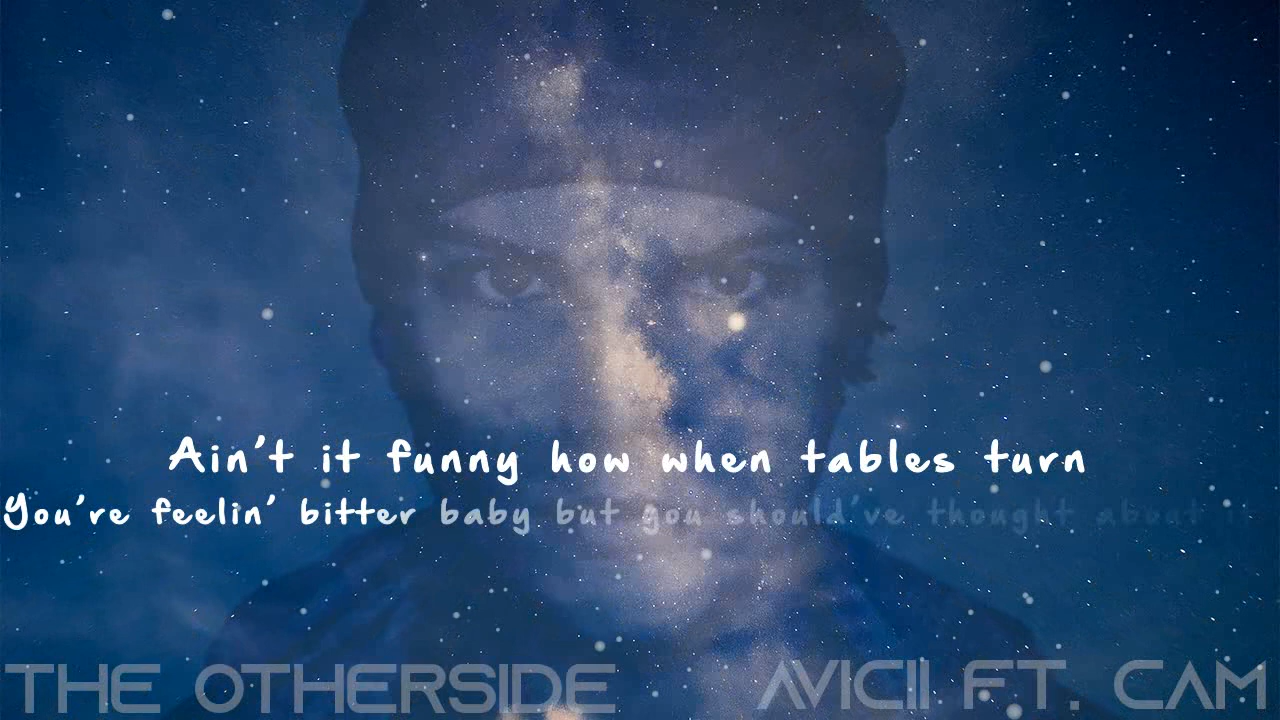 Ain't it funny how when tables turn
You're feelin' bitter baby but you should've thought about it
THE OTHERSIDE
AVICII FT. CAM